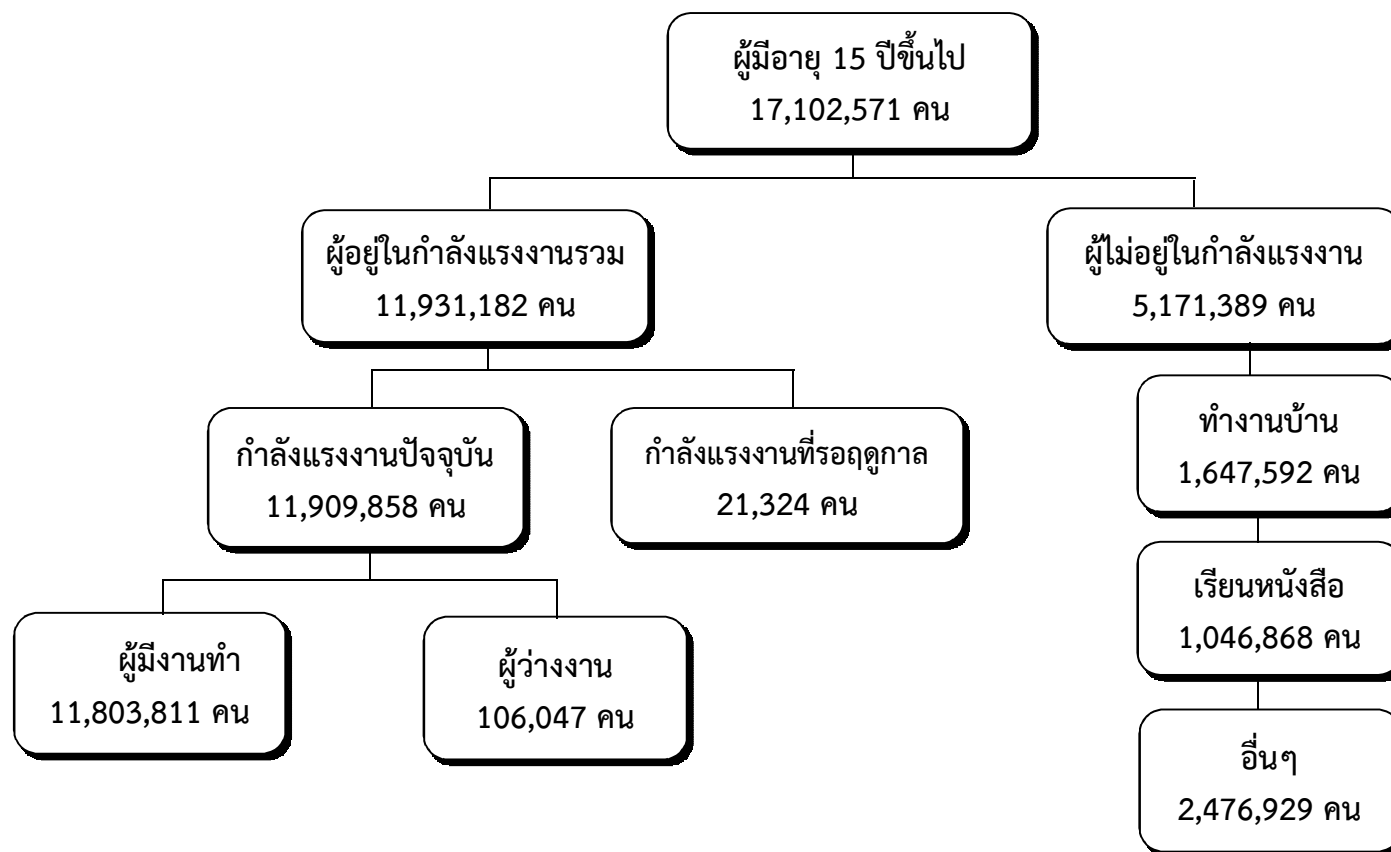 ผู้มีอายุ 15 ปีขึ้นไป
17,102,571 คน
ผู้อยู่ในกำลังแรงงานรวม
11,931,182 คน
ผู้ไม่อยู่ในกำลังแรงงาน
5,171,389 คน
กำลังแรงงานปัจจุบัน
11,909,858 คน
กำลังแรงงานที่รอฤดูกาล
21,324 คน
ทำงานบ้าน
1,647,592 คน
ผู้มีงานทำ
11,803,811 คน
ผู้ว่างงาน
106,047 คน
เรียนหนังสือ
1,046,868 คน
อื่นๆ
2,476,929 คน